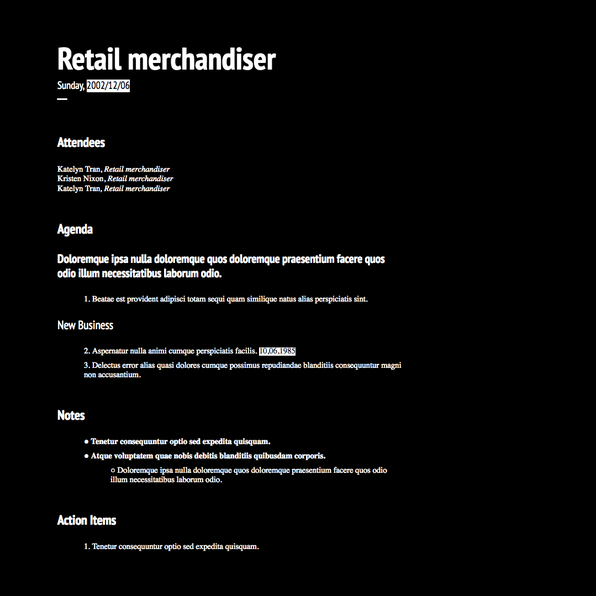 Retail merchandiser
Sunday, 2002/12/06
Attendees
Katelyn Tran, Retail merchandiser
Kristen Nixon, Retail merchandiser
Katelyn Tran, Retail merchandiser
Agenda
Doloremque ipsa nulla doloremque quos doloremque praesentium facere quos
odio illum necessitatibus laborum odio.
1. Beatae est provident adipisci totam sequi quam similique natus alias perspiciatis sint.
New Business
2. Aspernatur nulla animi cumque perspiciatis facilis. 10.06.1985
3. Delectus error alias quasi dolores cumque possimus repudiandae blanditiis consequuntur magni
non accusantium.
Notes
● Tenetur consequuntur optio sed expedita quisquam.
● Atque voluptatem quae nobis debitis blanditiis quibusdam corporis.
○ Doloremque ipsa nulla doloremque quos doloremque praesentium facere quos odio
illum necessitatibus laborum odio.
Action Items
1. Tenetur consequuntur optio sed expedita quisquam.